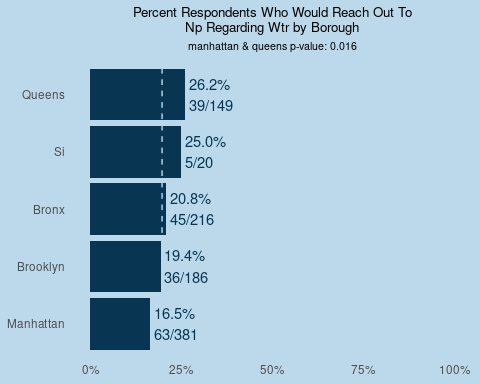 Percent Respondents Who Would Reach Out To
Np Regarding Wtr by Borough
manhattan & queens p-value: 0.016
Queens
26.2%
39/149
Si
25.0%
5/20
Bronx
20.8%
45/216
Brooklyn
19.4%
36/186
Manhattan
16.5%
63/381
0% 25% 50% 75% 100%